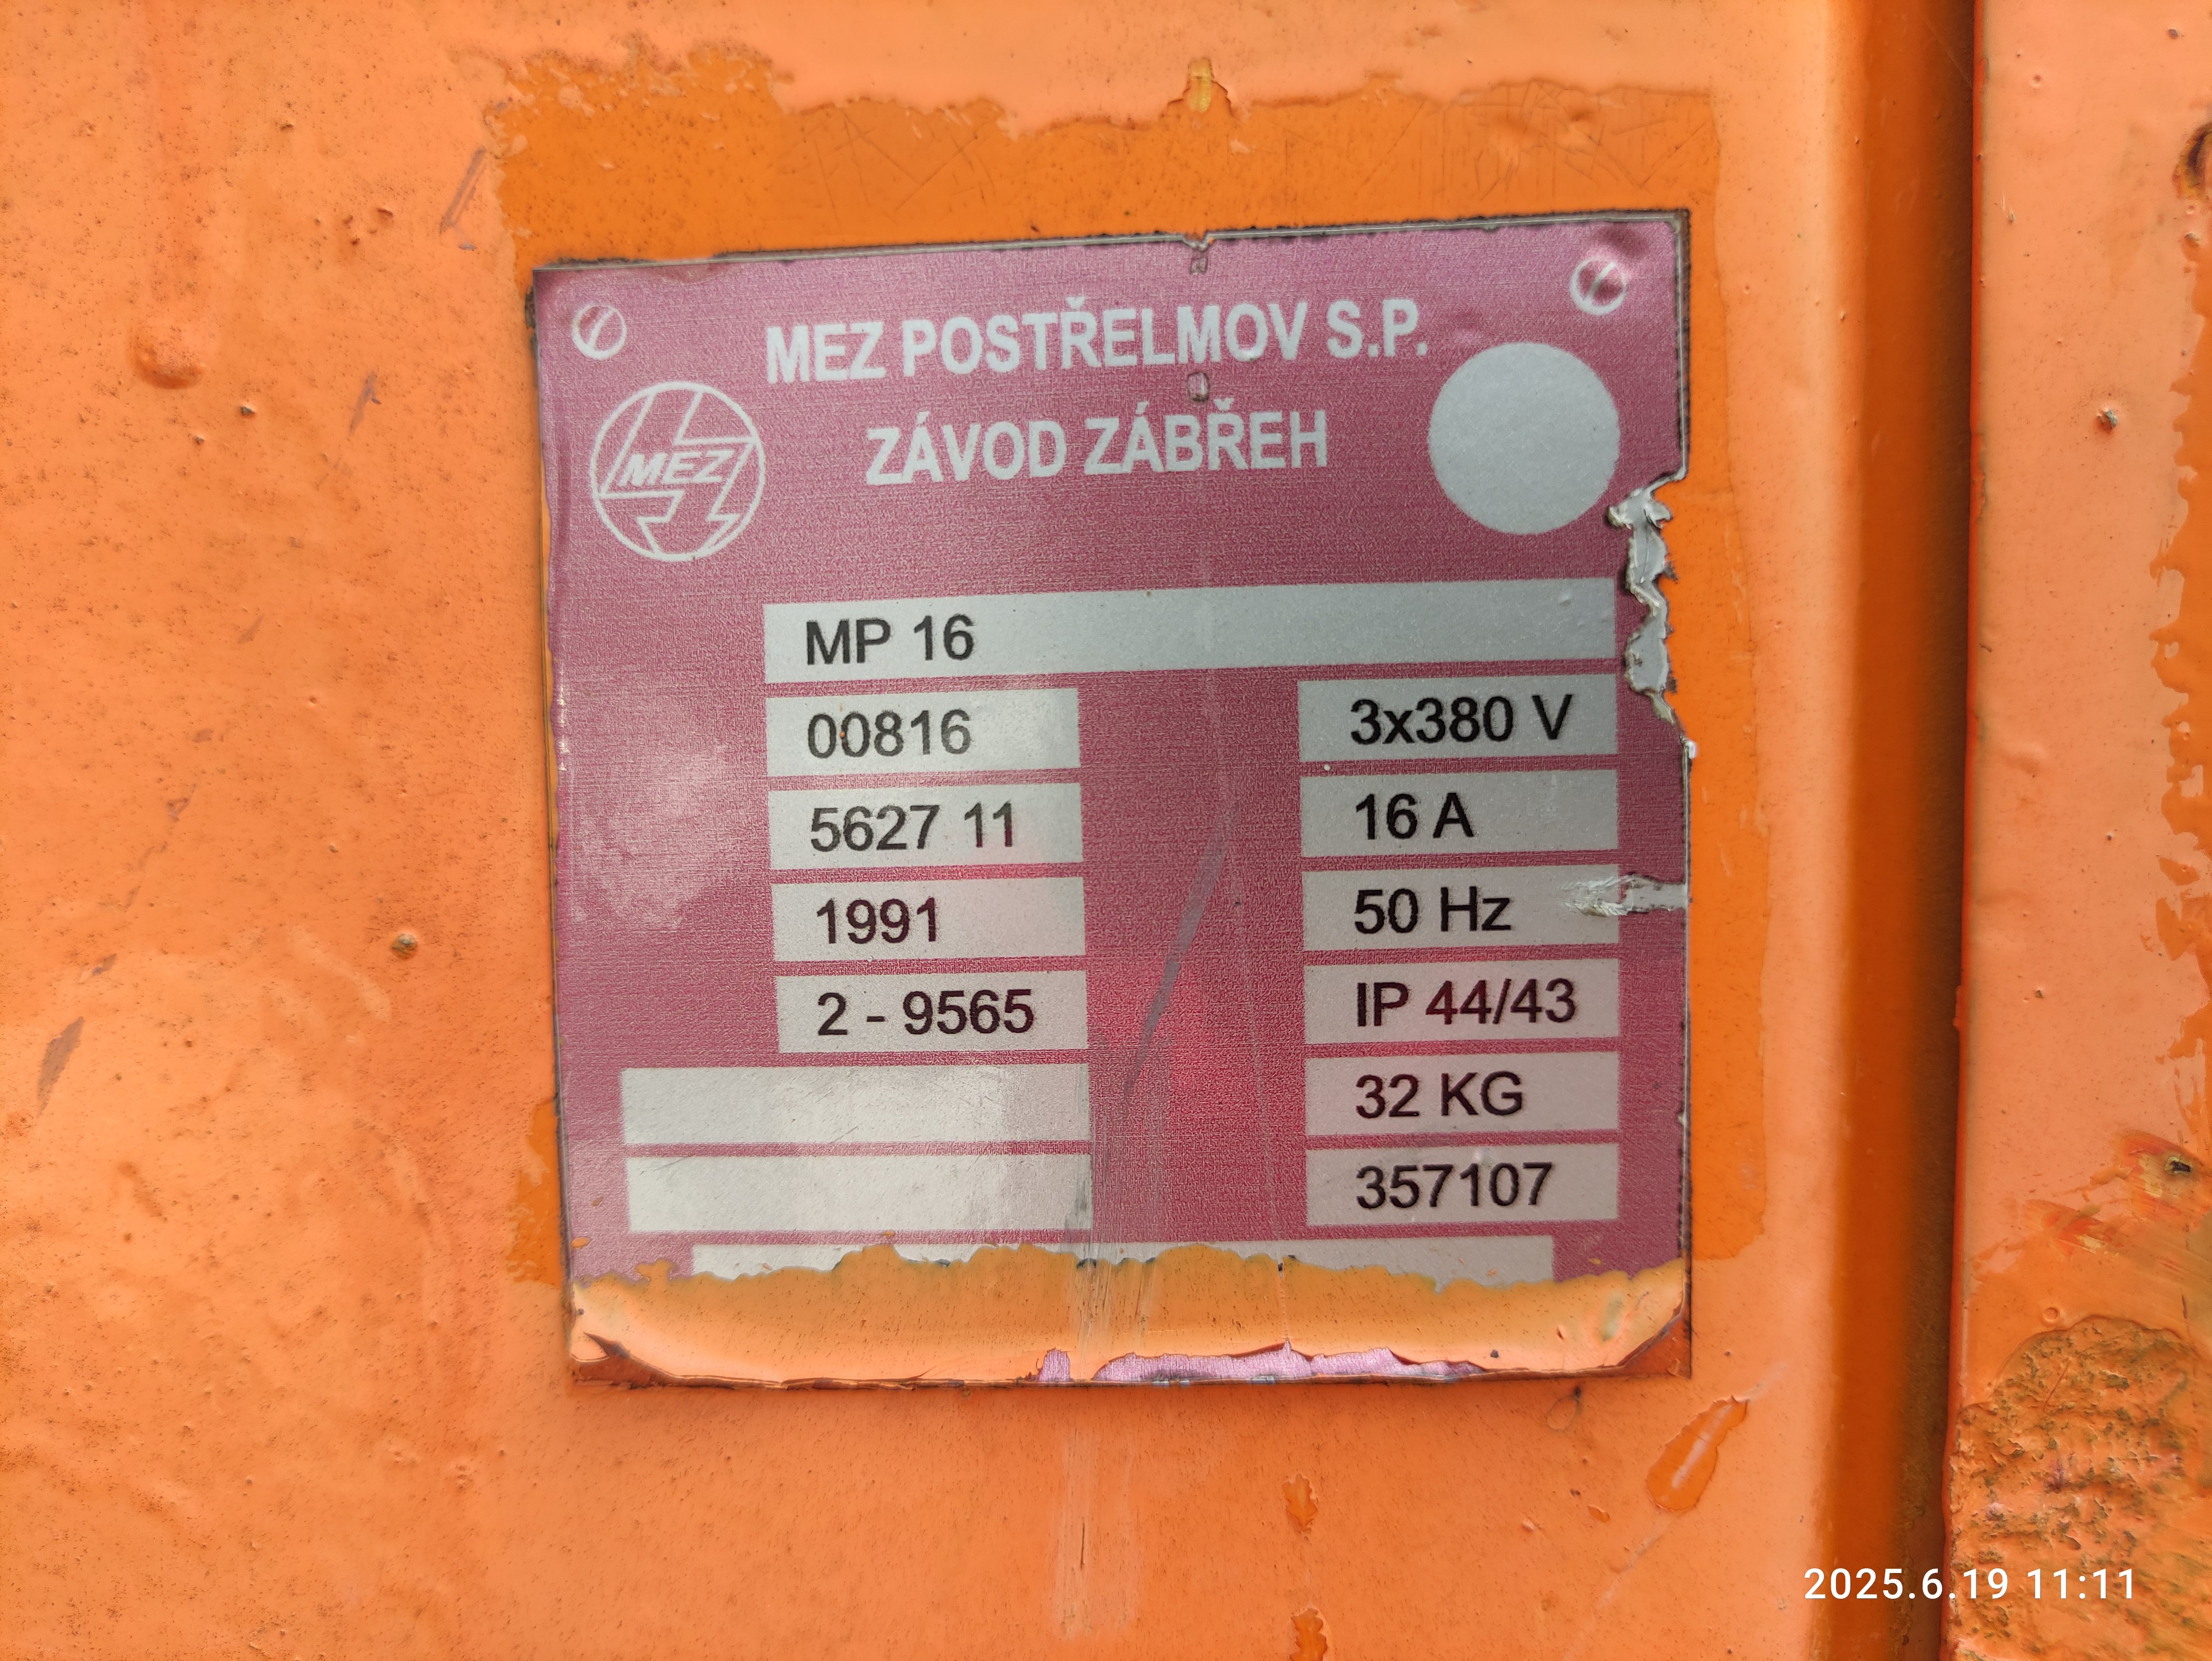 MEZ POSTŘELMOV S.P.
ZÁVOD ZÁBŘEH
MEZ
MP 16
00816
3x380 V
5627 11
16 A
1991
50 Hz
2 - 9565
IP 44/43
32 KG
357107
2025.6.19 11:11